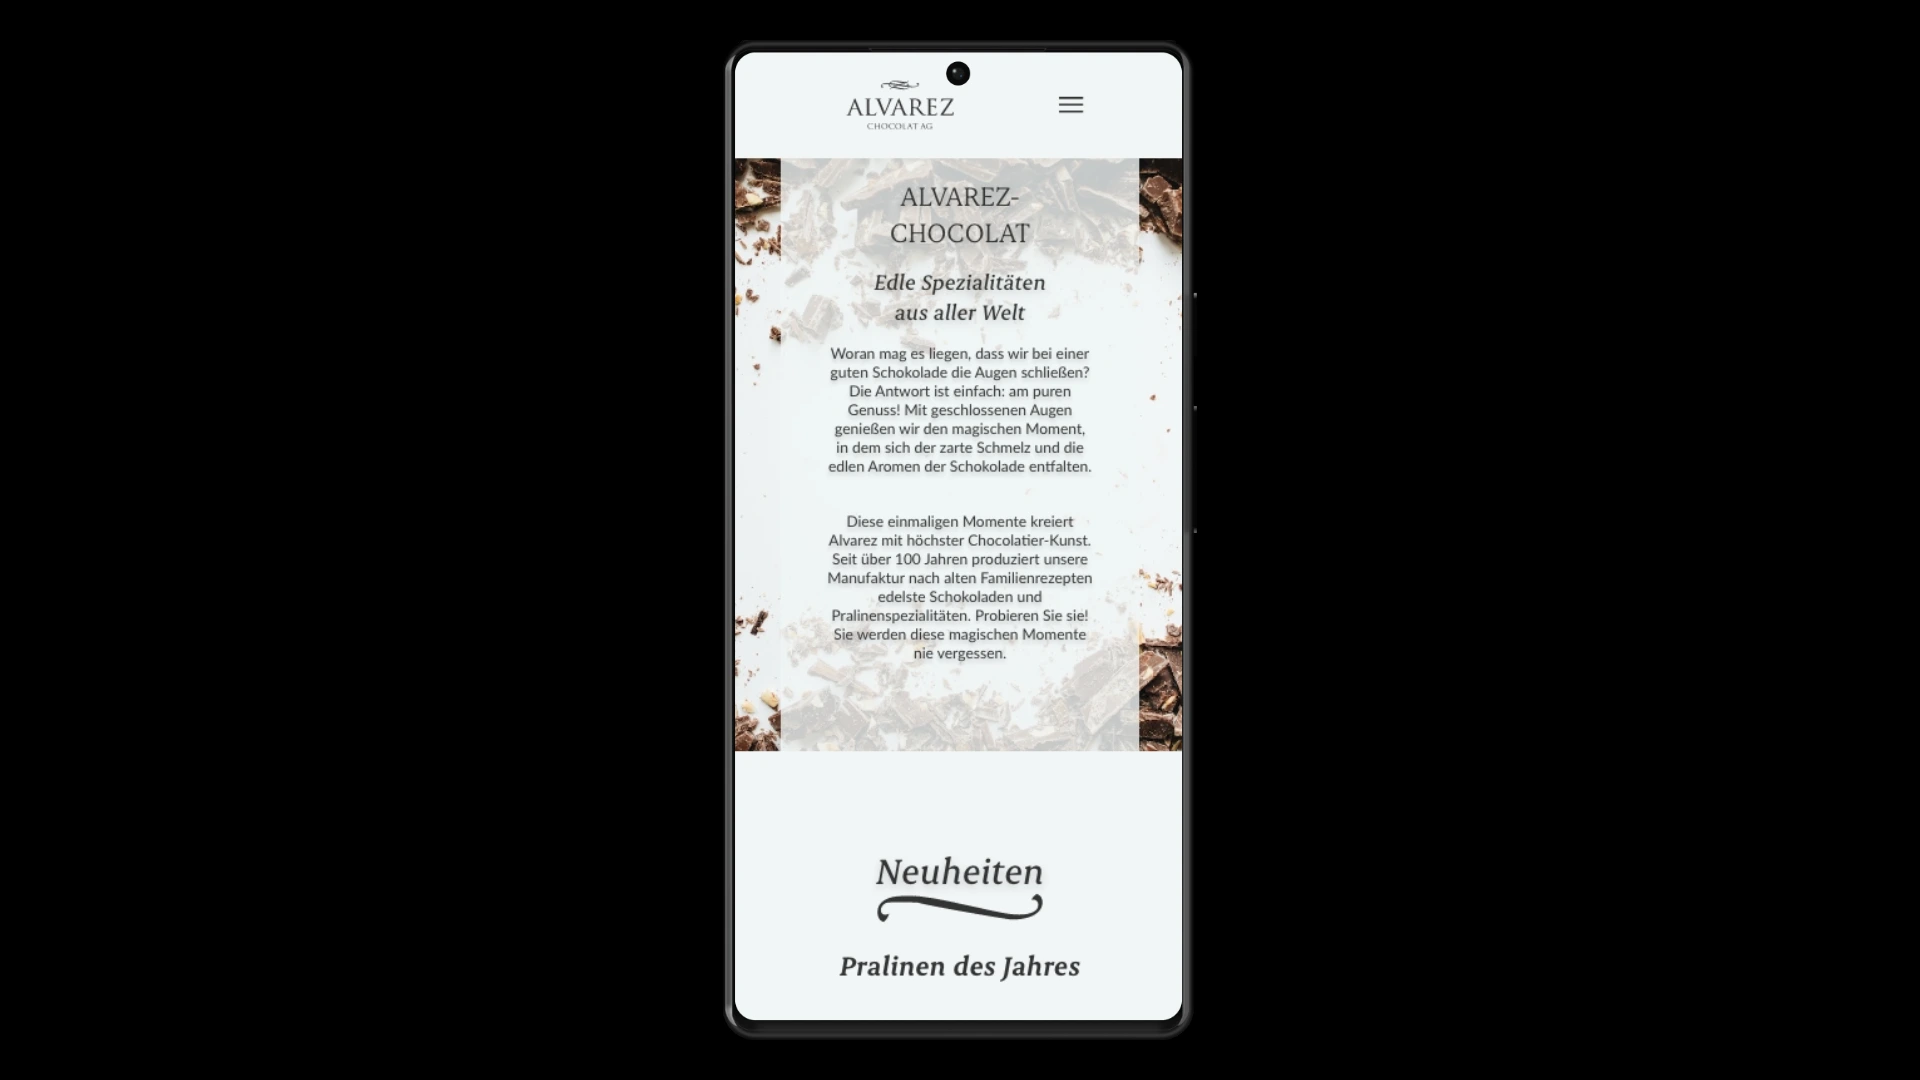 ALVAREZ
CHOCOLAT AG
ALVAREZ-
CHOCOLAT
Edle Spezialitäten
aus aller Welt
Woran mag es liegen, dass wir bei einer
guten Schokolade die Augen schließen?
Die Antwort ist einfach: am puren
Genuss! Mit geschlossenen Augen
genießen wir den magischen Moment,
in dem sich der zarte Schmelz und die
edlen Aromen der Schokolade entfalten.
Diese einmaligen Momente kreiert
Alvarez mit höchster Chocolatier-Kunst.
Seit über 100 Jahren produziert unsere
Manufaktur nach alten Familienrezepten
edelste Schokoladen und
Pralinenspezialitäten. Probieren Sie sie!
Sie werden diese magischen Momente
nie vergessen.
Neuheiten
Pralinen des Jahres